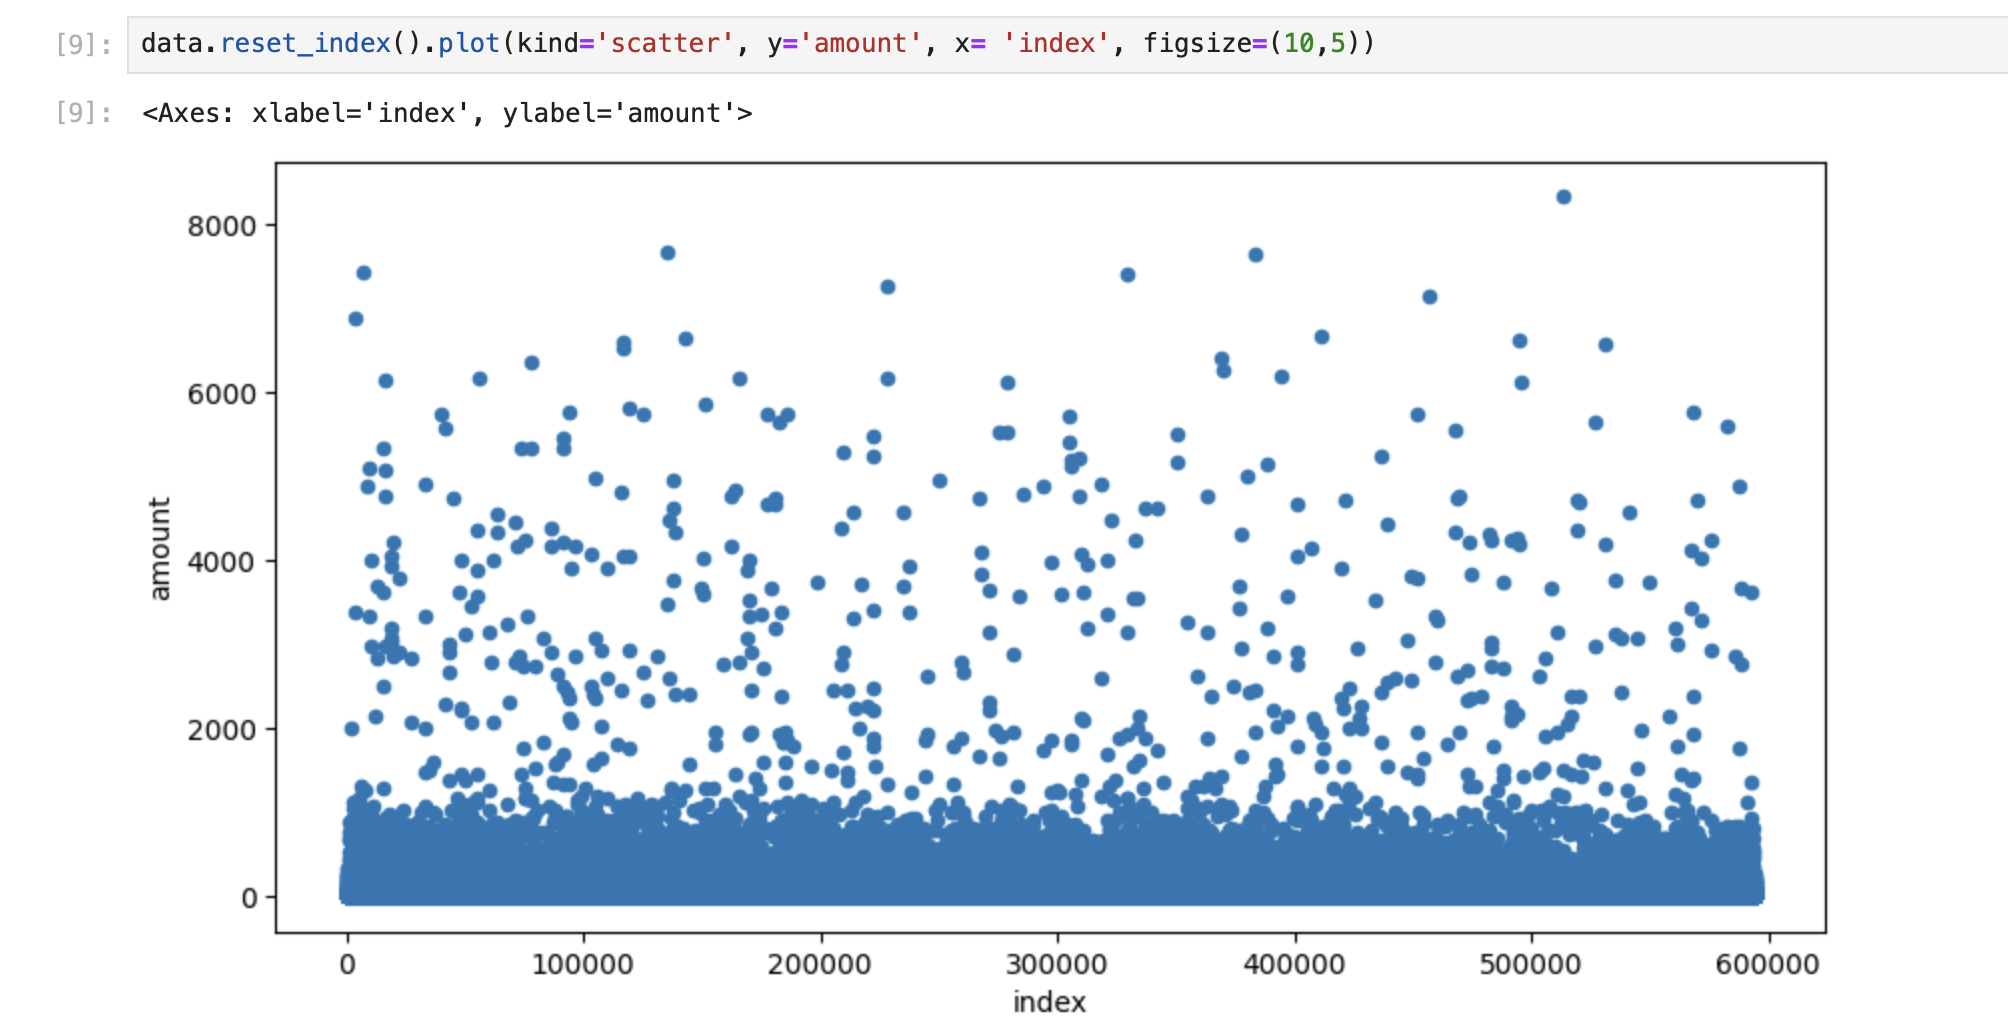 [9]: data.reset_index().plot(kind='scatter', y='amount', x= 'index', figsize=(10,5))
[9]: <Axes: xlabel='index', ylabel='amount'>
8000
6000
4000
2000
0
amount
0 100000 200000 300000 400000 500000 600000
index